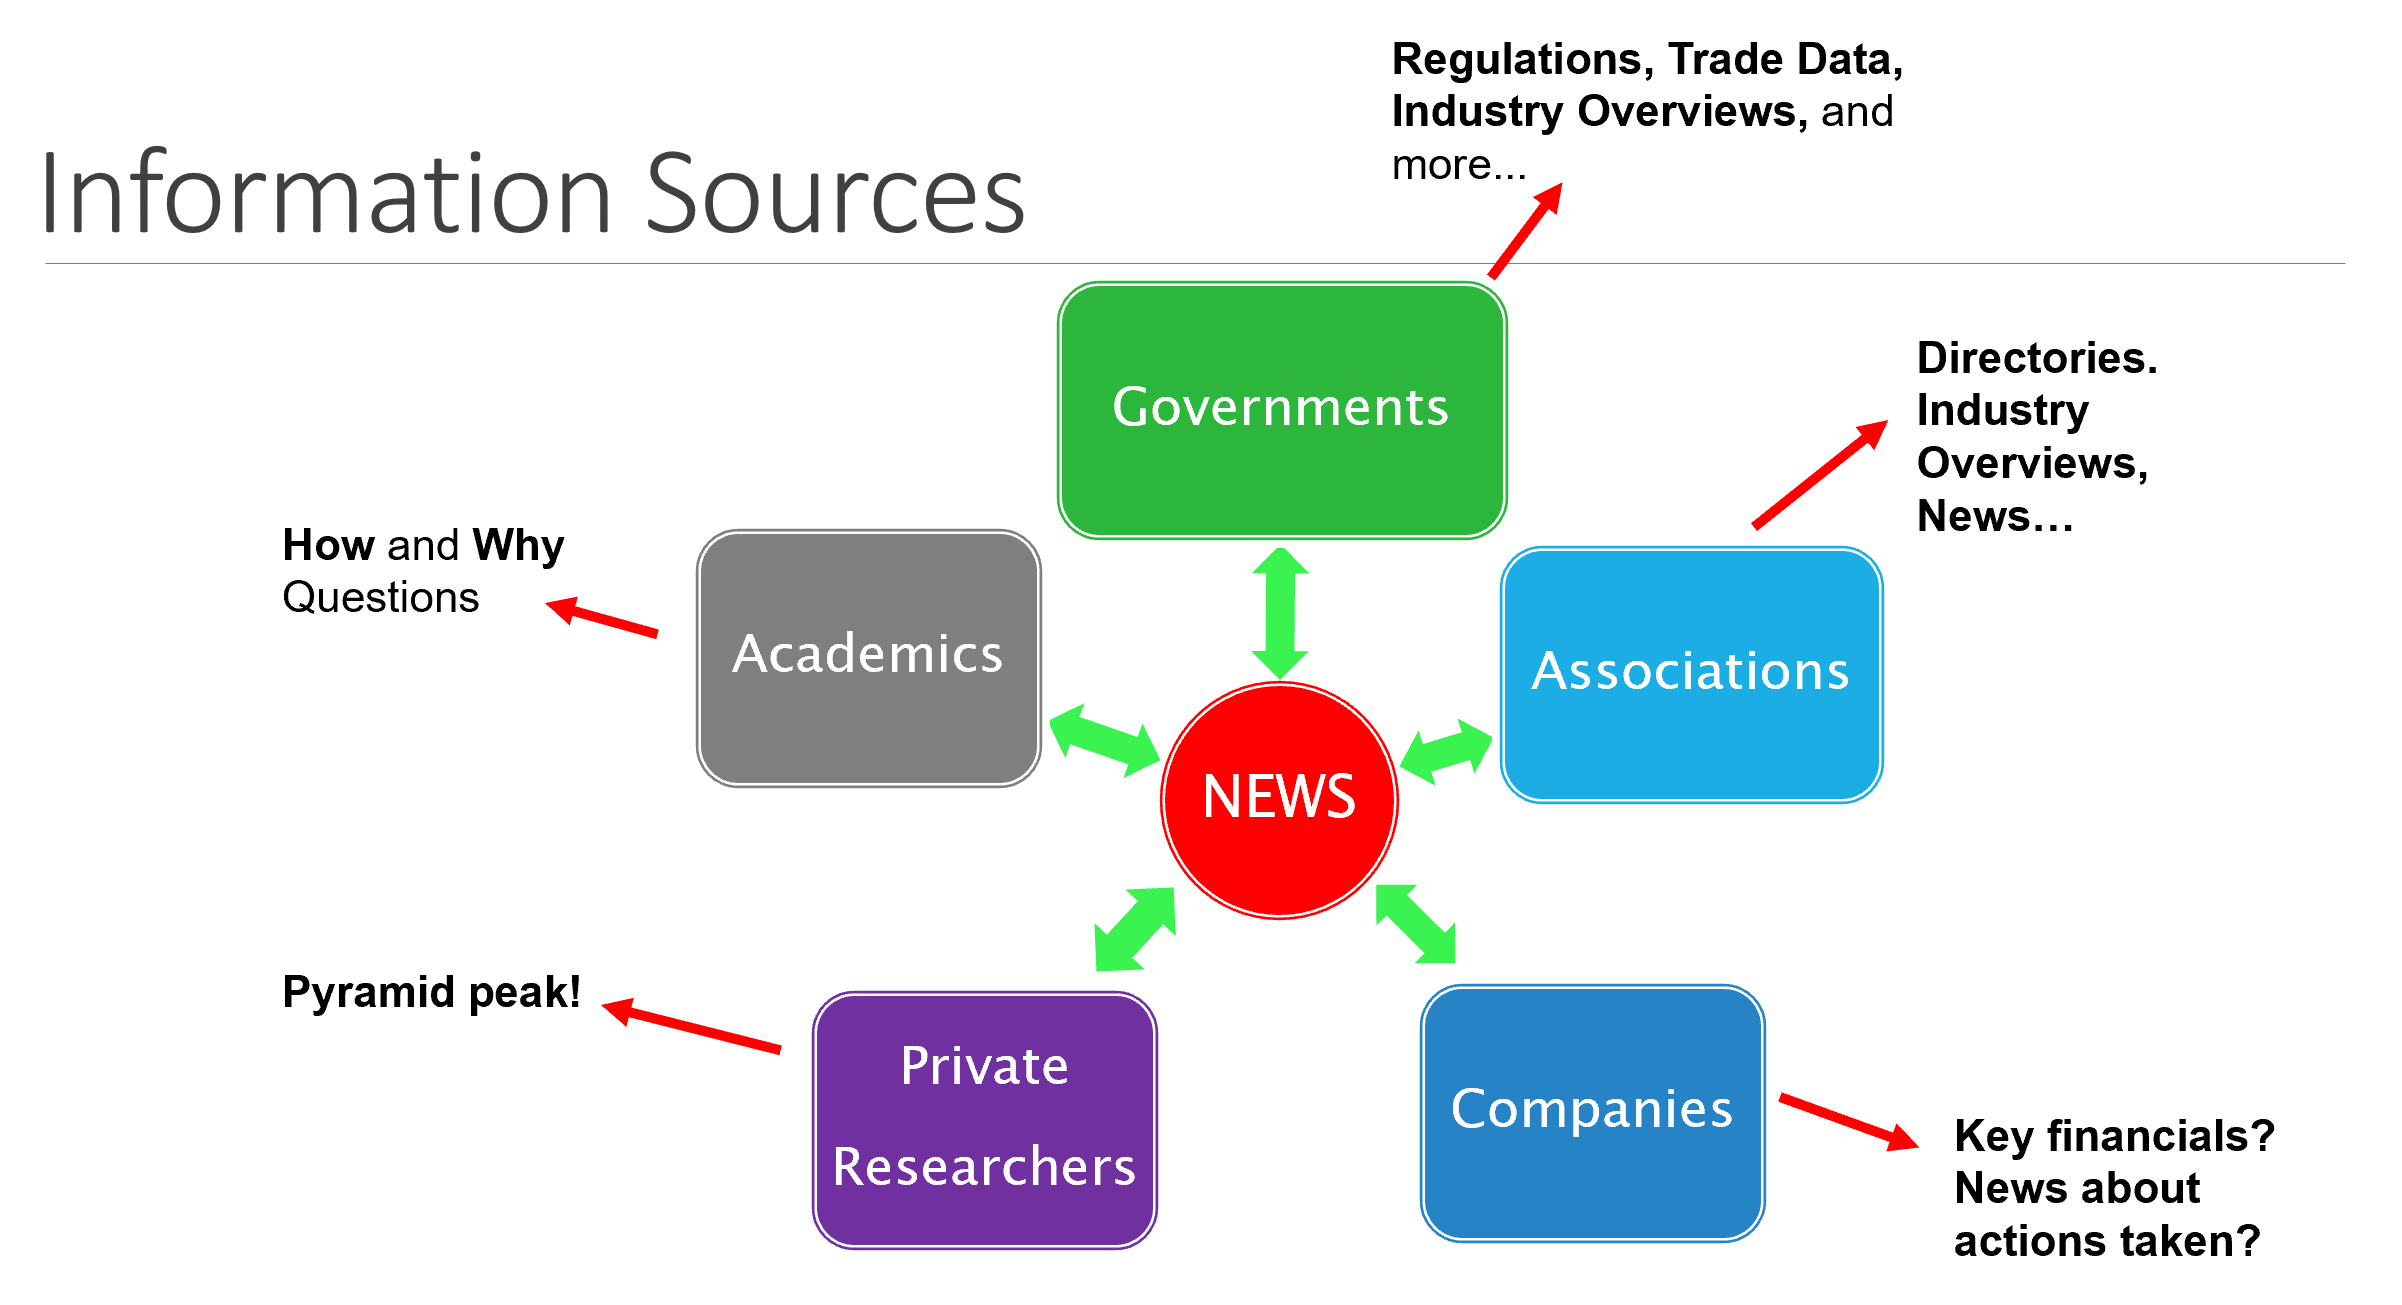 Information Sources
Regulations, Trade Data,
Industry Overviews, and
more...
Governments
Directories.
Industry
Overviews,
News…
How and Why
Questions
Academics
Associations
NEWS
Pyramid peak!
Private
Researchers
Companies
Key financials?
News about
actions taken?